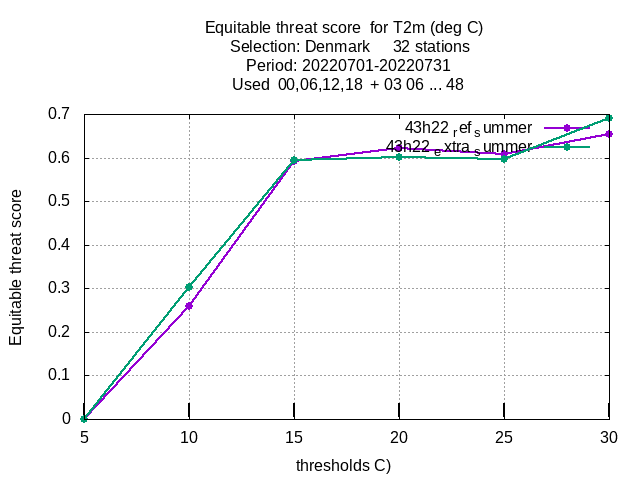 Equitable threat score for T2m (deg C)
Selection: Denmark 32 stations
Period: 20220701-20220731
Used 00,06,12,18 + 03 06 ... 48
43h22 ref summer
43h22 extra summer
Equitable threat score
0.7
0.6
0.5
0.4
0.3
0.2
0.1
0
5 10 15 20 25 30
thresholds C)